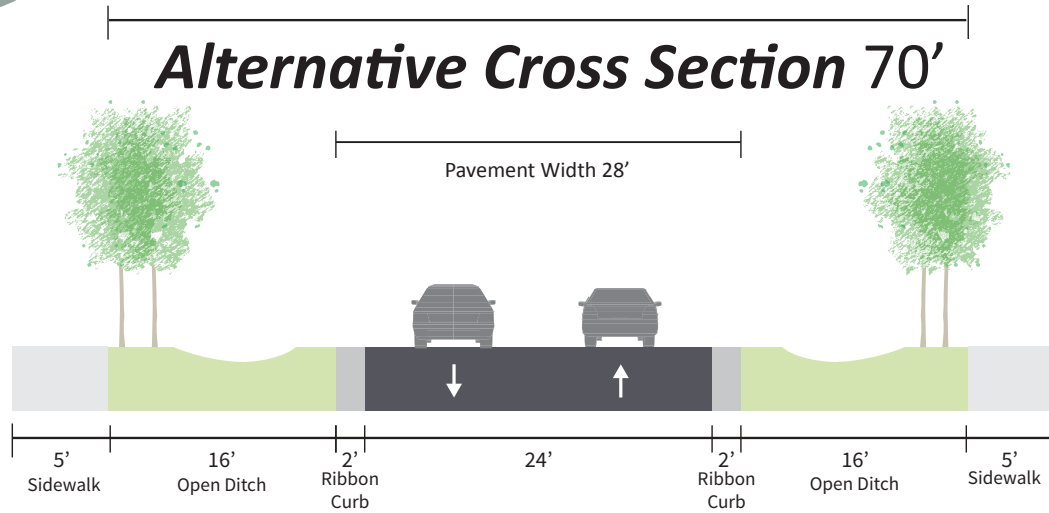 Alternative Cross Section 70’
Pavement Width 28’
5’
Sidewalk
16’
Open Ditch
2’
Ribbon
Curb
24’
2’
Ribbon
Curb
16’
Open Ditch
5’
Sidewalk